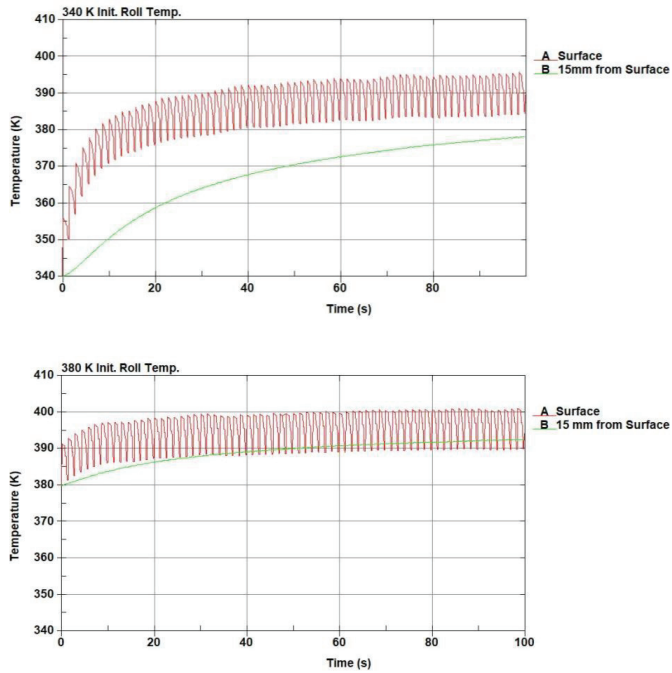 340 K Init. Roll Temp.
410
400
390
380
370
360
350
340
Temperature (K)
0
20
40
60
80
Time (s)
A Surface
B 15mm from Surface
380 K Init. Roll Temp.
410
400
390
380
370
360
350
340
Temperature (K)
0
20
40
60
80
100
Time (s)
A Surface
B 15 mm from Surface